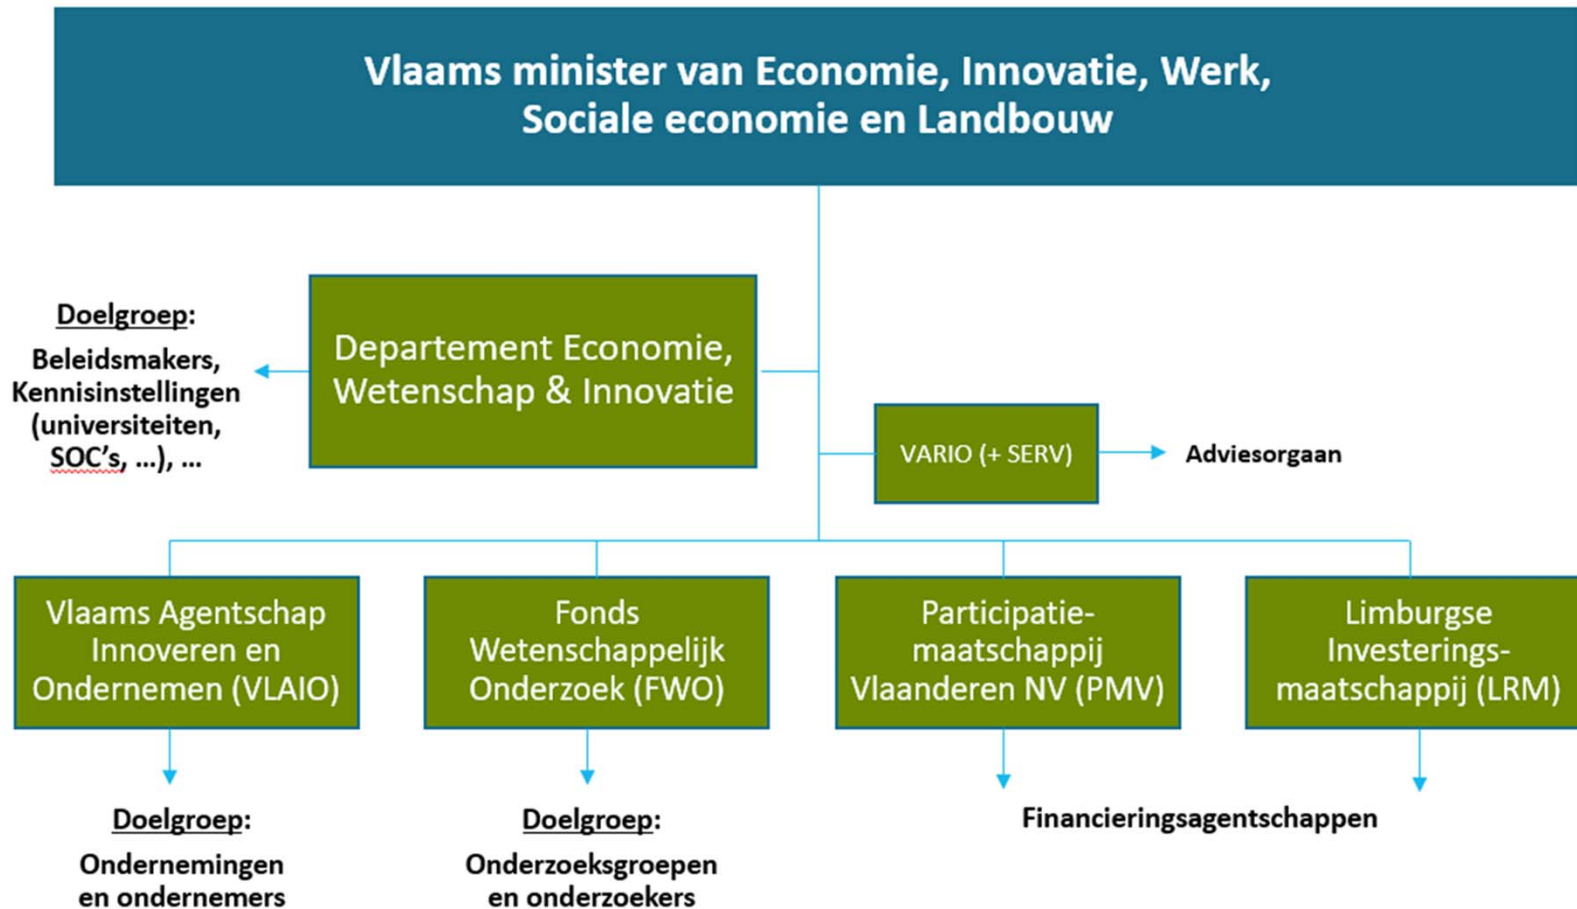 Vlaams minister van Economie, Innovatie, Werk,
Sociale economie en Landbouw
Doelgroep:
Beleidsmakers,
Kennisinstellingen
(universiteiten,
SOC's, ...), ...
Departement Economie,
Wetenschap & Innovatie
VARIO (+ SERV)
Adviesorgaan
Vlaams Agentschap
Innoveren en
Ondernemen (VLAIO)
Fonds
Wetenschappelijk
Onderzoek (FWO)
Participatie-
maatschappij
Vlaanderen NV (PMV)
Limburgse
Investerings-
maatschappij (LRM)
Doelgroep:
Ondernemingen
en ondernemers
Doelgroep:
Onderzoeksgroepen
en onderzoekers
Financieringsagentschappen